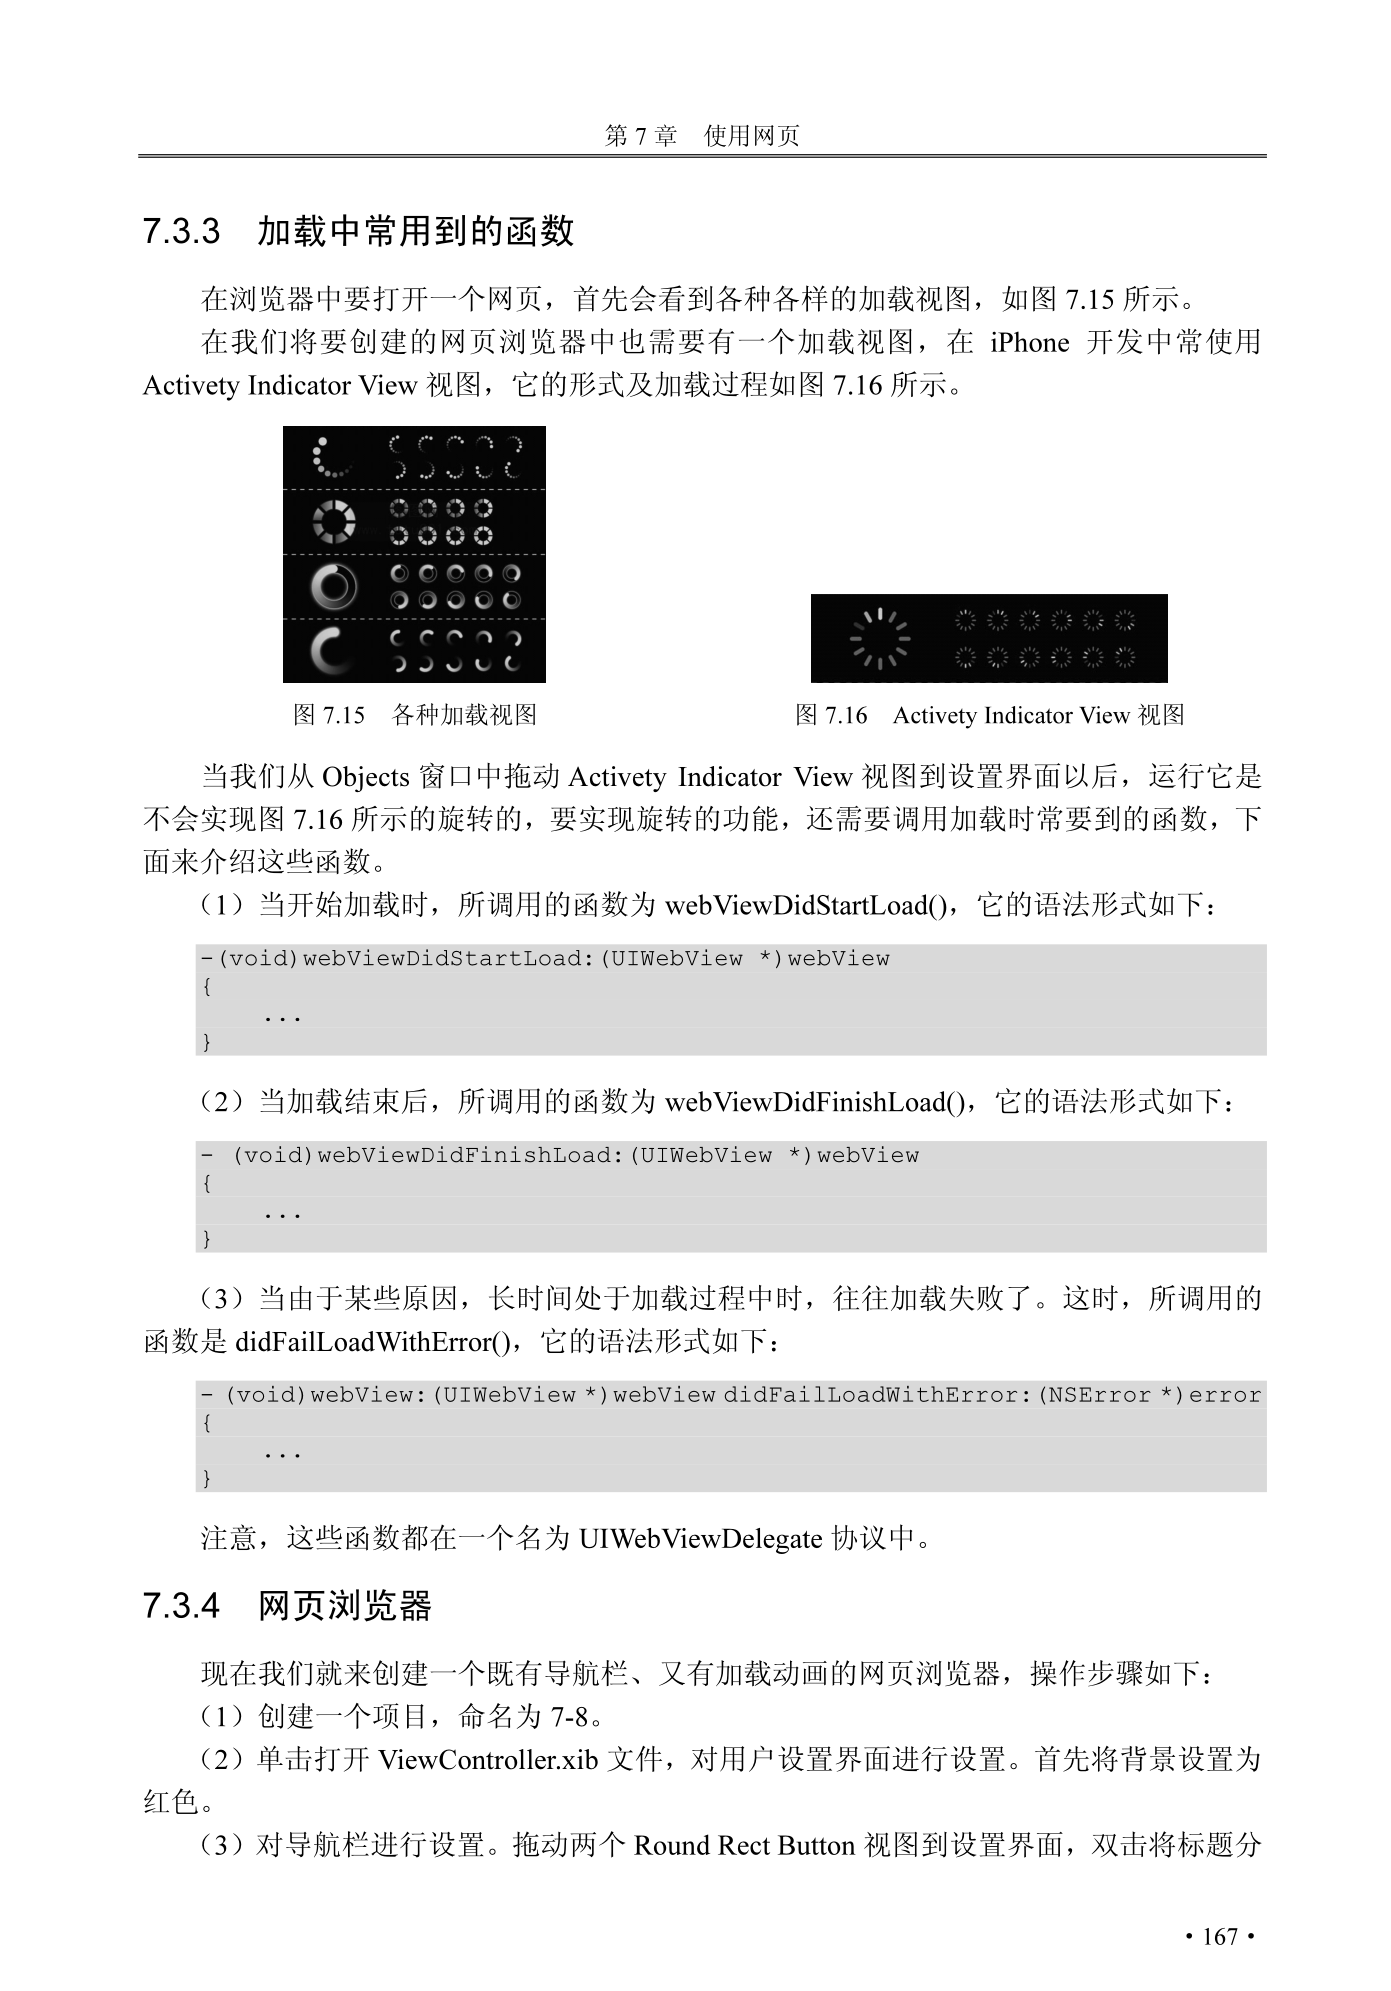 第 7 章　使用网页
7.3.3　加载中常用到的函数
在浏览器中要打开一个网页，首先会看到各种各样的加载视图，如图 7.15 所示。
在我们将要创建的网页浏览器中也需要有一个加载视图，在 iPhone 开发中常使用
Activety Indicator View 视图，它的形式及加载过程如图 7.16 所示。
图 7.15　各种加载视图
图 7.16　Activety Indicator View 视图
当我们从 Objects 窗口中拖动 Activety Indicator View 视图到设置界面以后，运行它是
不会实现图 7.16 所示的旋转的，要实现旋转的功能，还需要调用加载时常要到的函数，下
面来介绍这些函数。
（1）当开始加载时，所调用的函数为 webViewDidStartLoad()，它的语法形式如下：
-(void)webViewDidStartLoad:(UIWebView *)webView
{
...
}
（2）当加载结束后，所调用的函数为 webViewDidFinishLoad()，它的语法形式如下：
- (void)webViewDidFinishLoad:(UIWebView *)webView
{
...
}
（3）当由于某些原因，长时间处于加载过程中时，往往加载失败了。这时，所调用的
函数是 didFailLoadWithError()，它的语法形式如下：
- (void)webView:(UIWebView *)webView didFailLoadWithError:(NSError *)error
{
...
}
注意，这些函数都在一个名为 UIWebViewDelegate 协议中。
7.3.4　网页浏览器
现在我们就来创建一个既有导航栏、又有加载动画的网页浏览器，操作步骤如下：
（1）创建一个项目，命名为 7-8。
（2）单击打开 ViewController.xib 文件，对用户设置界面进行设置。首先将背景设置为
红色。
（3）对导航栏进行设置。拖动两个 Round Rect Button 视图到设置界面，双击将标题分
• 167 •